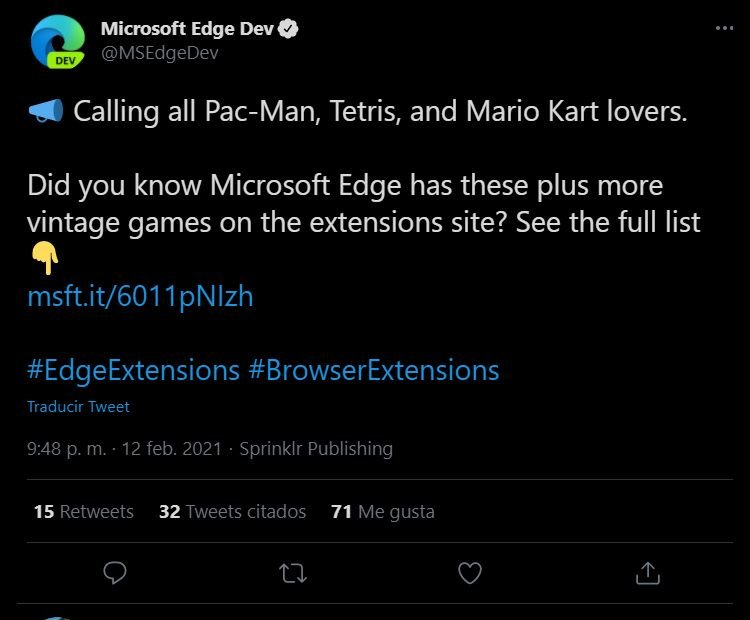 DEV
Microsoft Edge Dev
@MSEdgeDev
Calling all Pac-Man, Tetris, and Mario Kart lovers.
Did you know Microsoft Edge has these plus more
vintage games on the extensions site? See the full list
msft.it/6011pNIzh
#EdgeExtensions #BrowserExtensions
Traducir Tweet
9:48 p. m. · 12 feb. 2021 · Sprinklr Publishing
15 Retweets 32 Tweets citados 71 Me gusta